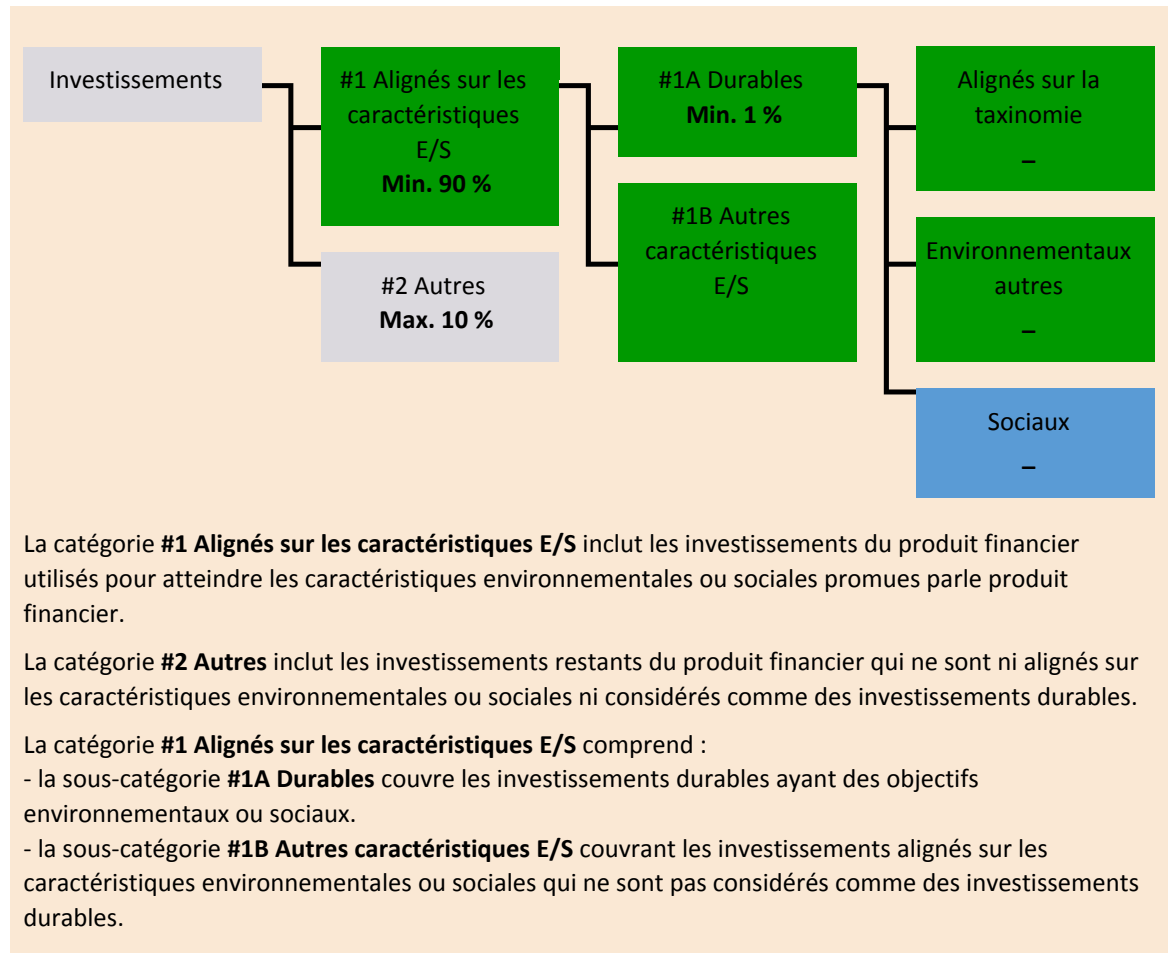 Investissements
#1 Alignés sur les
caractéristiques
E/S
Min. 90 %
#2 Autres
Max. 10 %
#1A Durables
Min. 1 %
#1B Autres
caractéristiques
E/S
Alignés sur la
taxinomie
–
Environnementaux
autres
–
Sociaux
–
La catégorie #1 Alignés sur les caractéristiques E/S inclut les investissements du produit financier
utilisés pour atteindre les caractéristiques environnementales ou sociales promues parle produit
financier.
La catégorie #2 Autres inclut les investissements restants du produit financier qui ne sont ni alignés sur
les caractéristiques environnementales ou sociales ni considérés comme des investissements durables.
La catégorie #1 Alignés sur les caractéristiques E/S comprend :
- la sous-catégorie #1A Durables couvre les investissements durables ayant des objectifs
environnementaux ou sociaux.
- la sous-catégorie #1B Autres caractéristiques E/S couvrant les investissements alignés sur les
caractéristiques environnementales ou sociales qui ne sont pas considérés comme des investissements
durables.